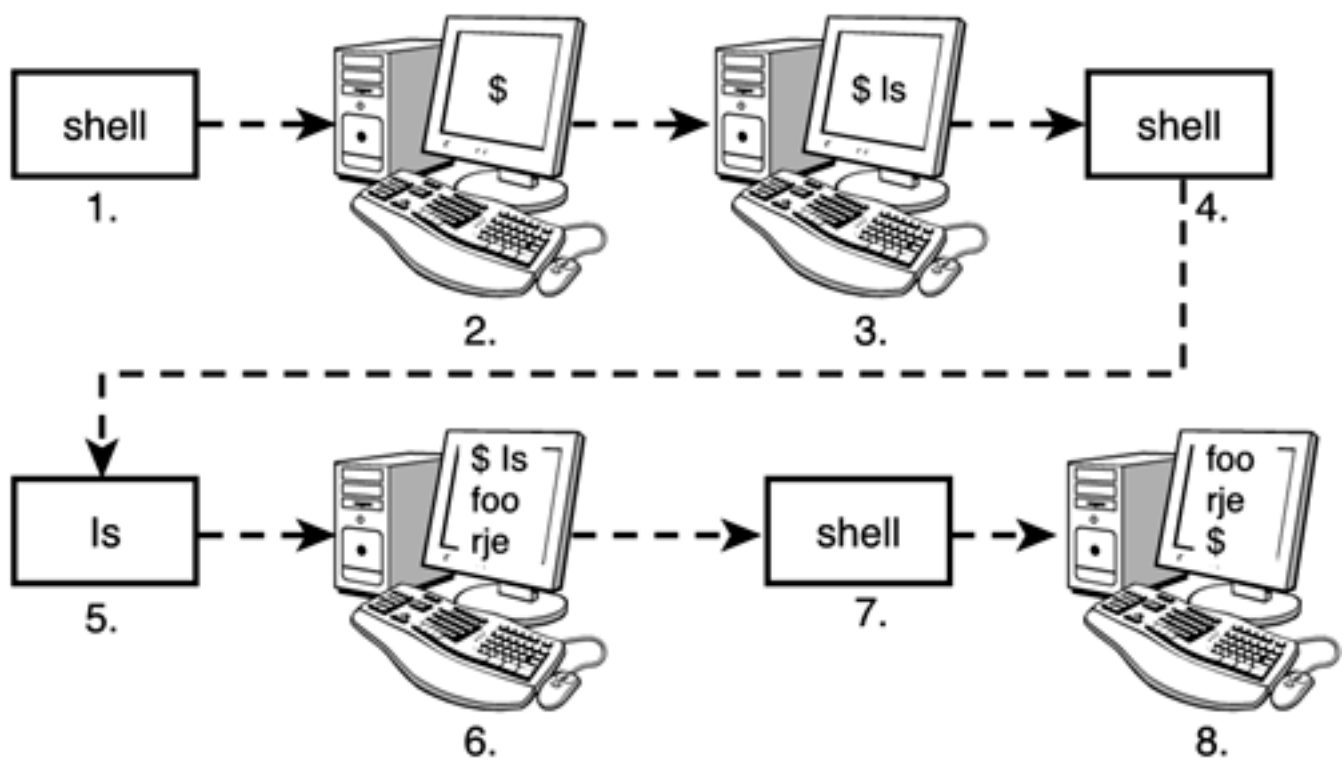 shell
1.
$
2.
$ ls
3.
shell
4.
ls
5.
$ ls
foo
rje
6.
shell
7.
foo
rje
$
8.